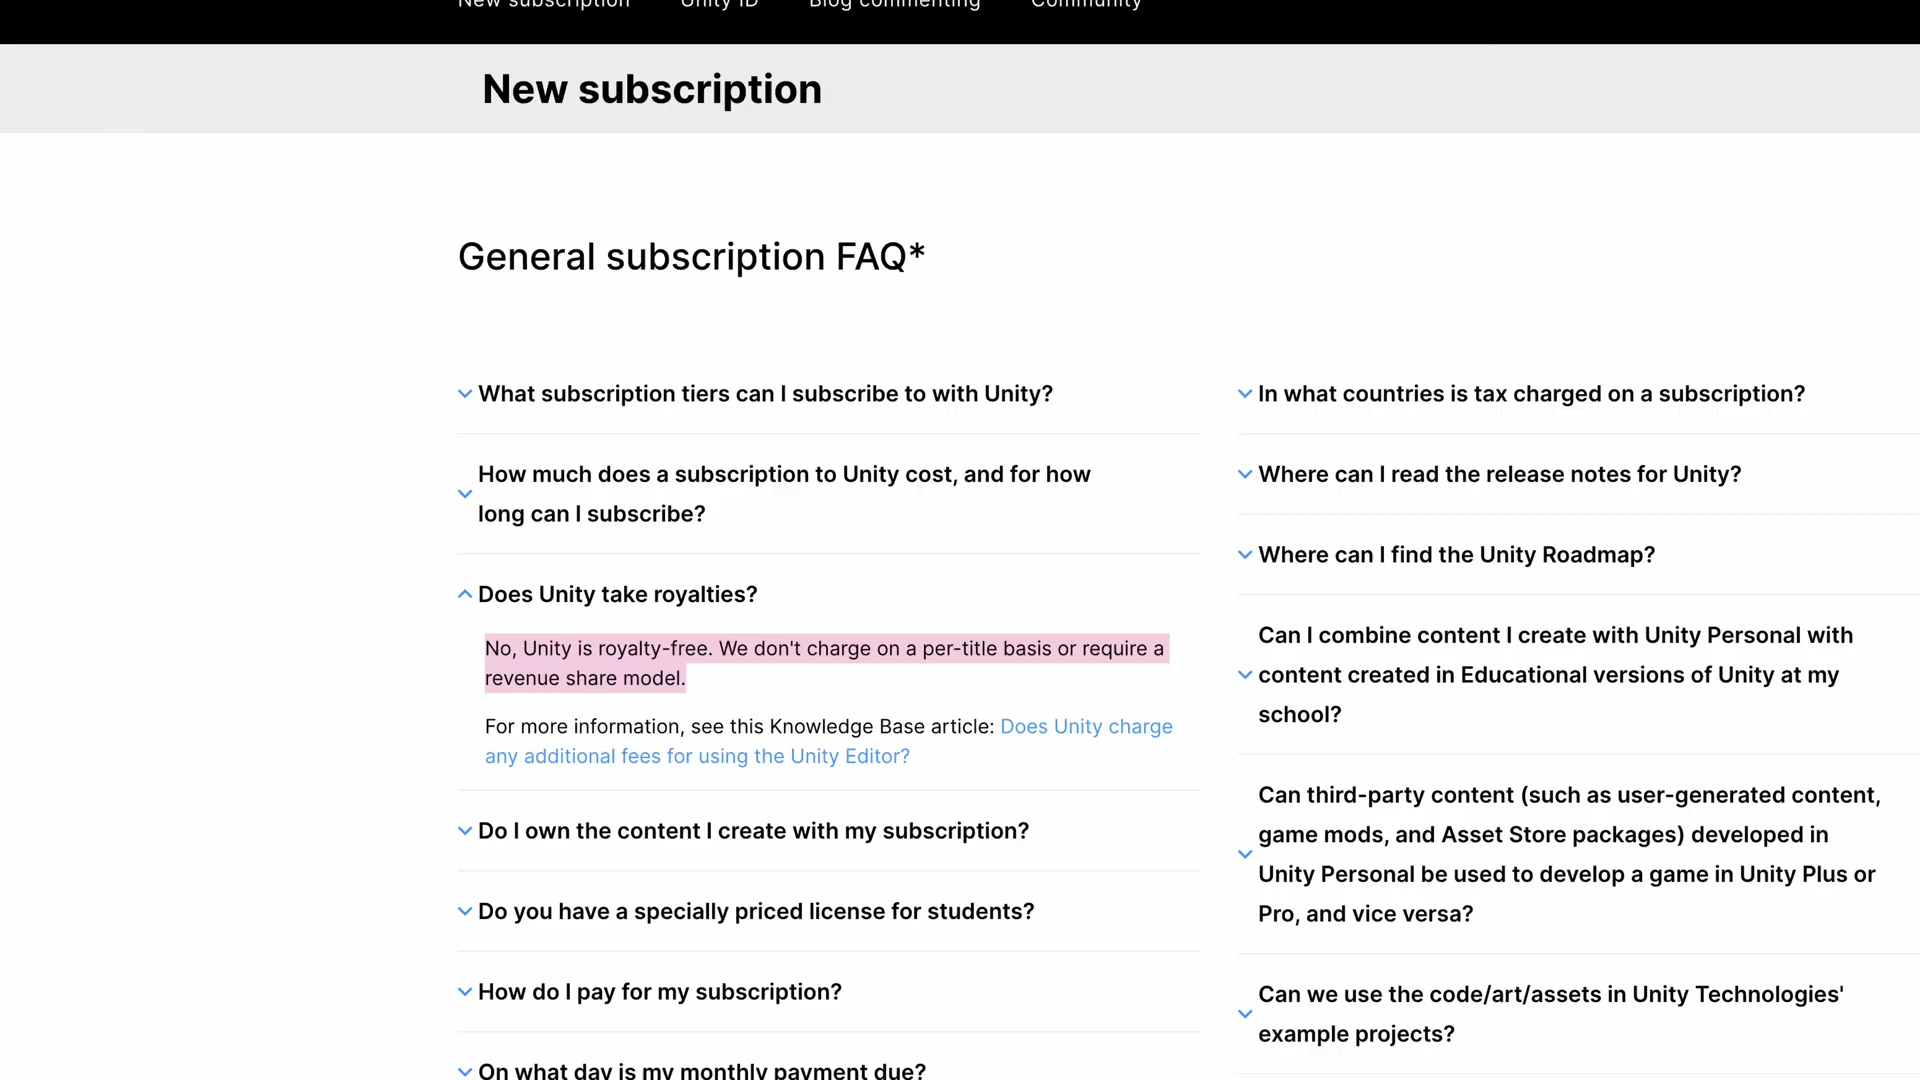 New subscription Unity ID Blog commenting Community
New subscription
General subscription FAQ*
What subscription tiers can I subscribe to with Unity?
How much does a subscription to Unity cost, and for how
long can I subscribe?
Does Unity take royalties?
No, Unity is royalty-free. We don't charge on a per-title basis or require a
revenue share model.
For more information, see this Knowledge Base article: Does Unity charge
any additional fees for using the Unity Editor?
Do I own the content I create with my subscription?
Do you have a specially priced license for students?
How do I pay for my subscription?
On what day is my monthly payment due?
In what countries is tax charged on a subscription?
Where can I read the release notes for Unity?
Where can I find the Unity Roadmap?
Can I combine content I create with Unity Personal with
content created in Educational versions of Unity at my
school?
Can third-party content (such as user-generated content,
game mods, and Asset Store packages) developed in
Unity Personal be used to develop a game in Unity Plus or
Pro, and vice versa?
Can we use the code/art/assets in Unity Technologies'
example projects?